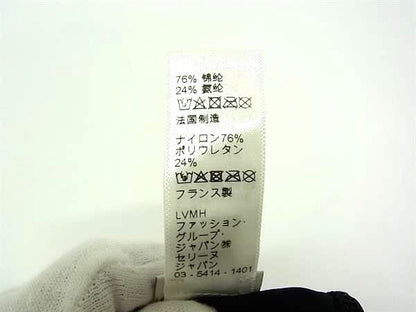 76% 锦纶
24% 氨纶
法国制造
ナイロン76%
ポリウレタン
24%
フランス製
LVMH
ファッション・
グループ・
ジャパン㈱
セリーヌ
ジャパン
03 - 5414 - 1401